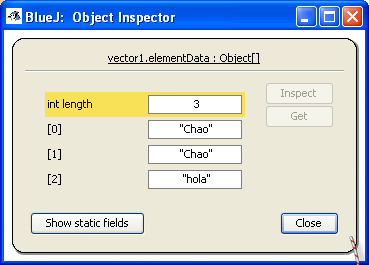 BlueJ: Object Inspector
vector1.elementData : Object[]
int length 3
Inspect
Get
[0] "Chao"
[1] "Chao"
[2] "hola"
Show static fields
Close